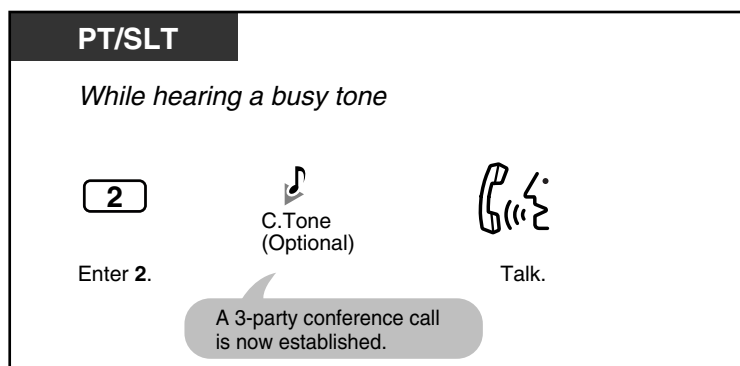 PT/SLT
While hearing a busy tone
2
C.Tone
(Optional)
Enter 2.
Talk.
A 3-party conference call
is now established.